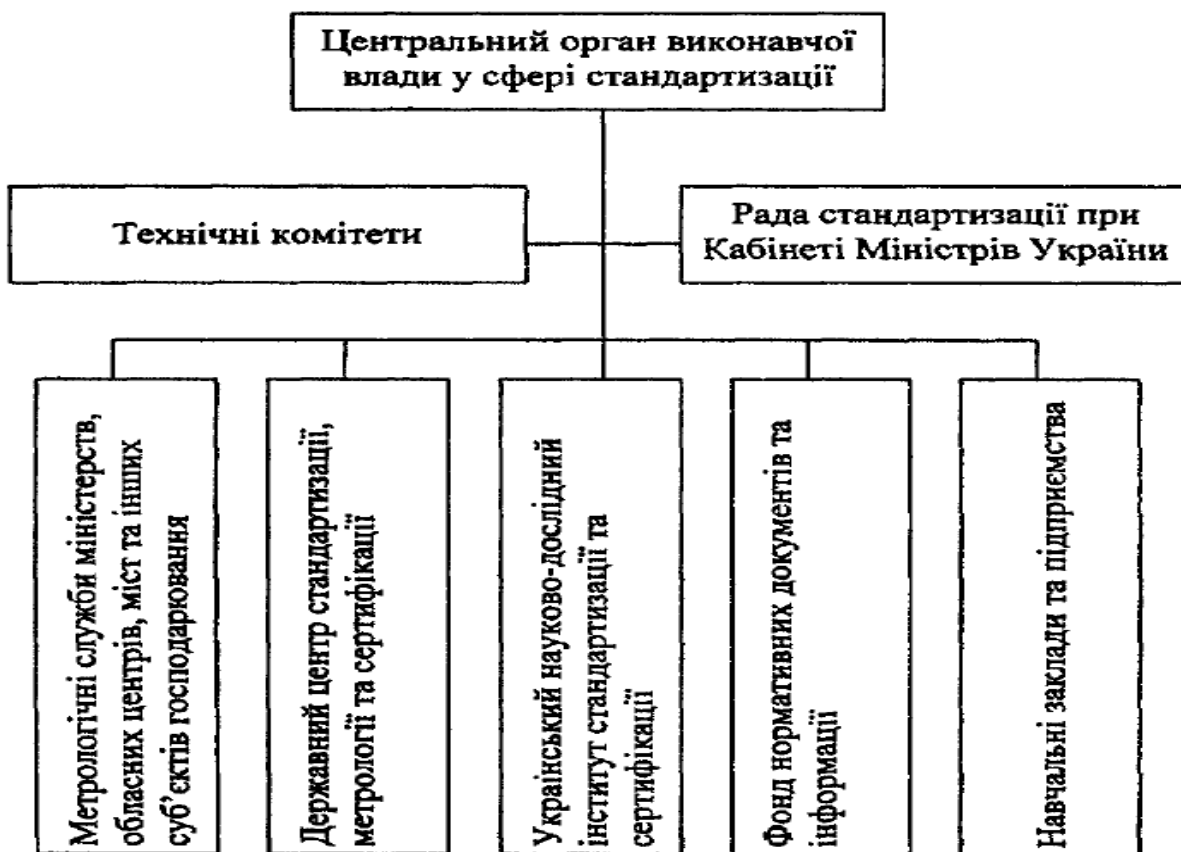 Центральний орган виконавчої
влади у сфері стандартизації
Технічні комітети
Рада стандартизації при
Кабінеті Міністрів України
Метрологічні служби міністерств,
обласних центрів, міст та інших
суб’єктів господарювання
Державний центр стандартизації,
метрології та сертифікації
Український науково-дослідний
інститут стандартизації та
сертифікації
Фонд нормативних документів та
інформації
Навчальні заклади та підприємства